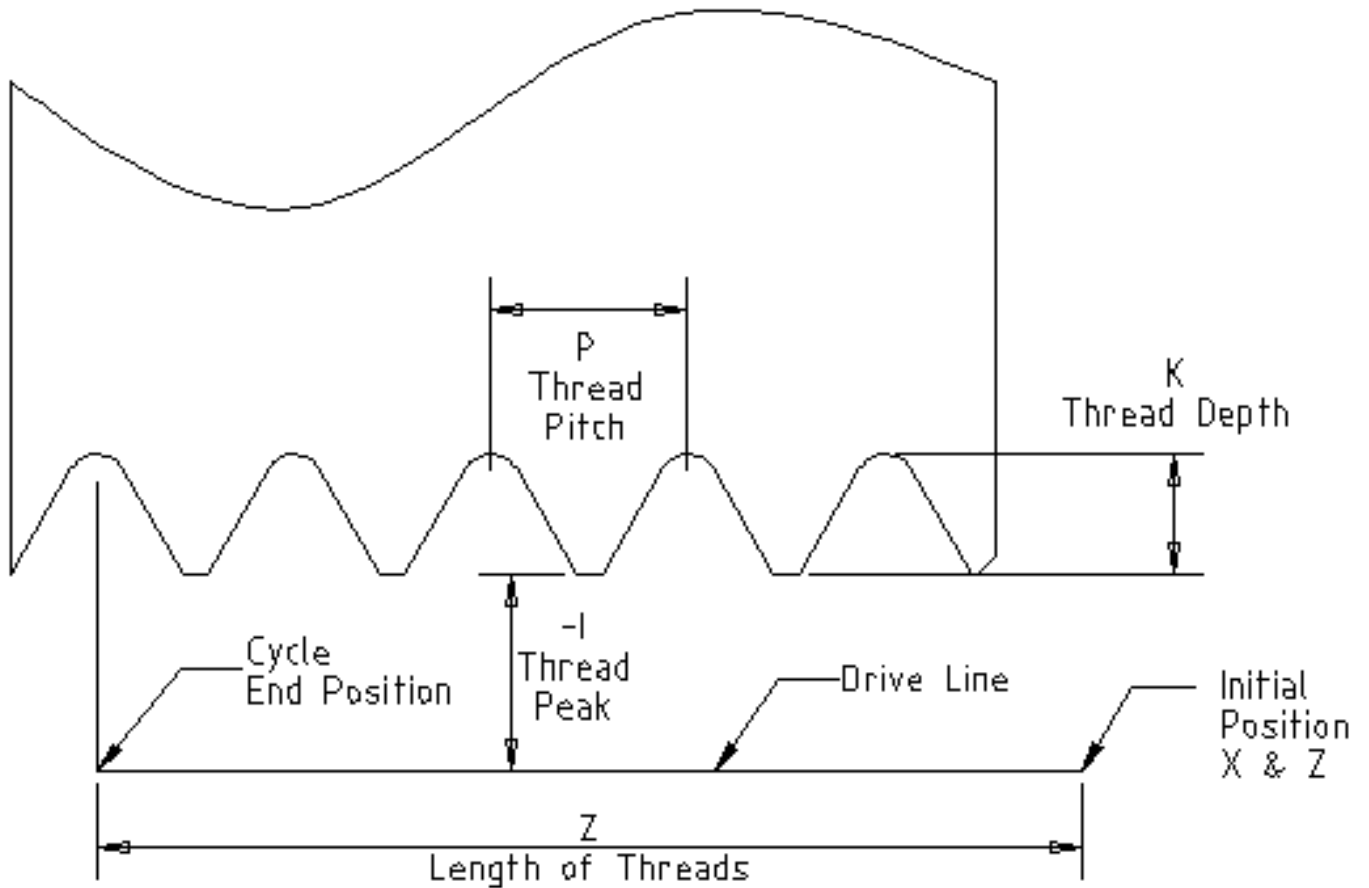 P
Thread
Pitch
K
Thread Depth
-I
Thread
Peak
Cycle
End Position
Drive Line
Initial
Position
X & Z
Z
Length of Threads